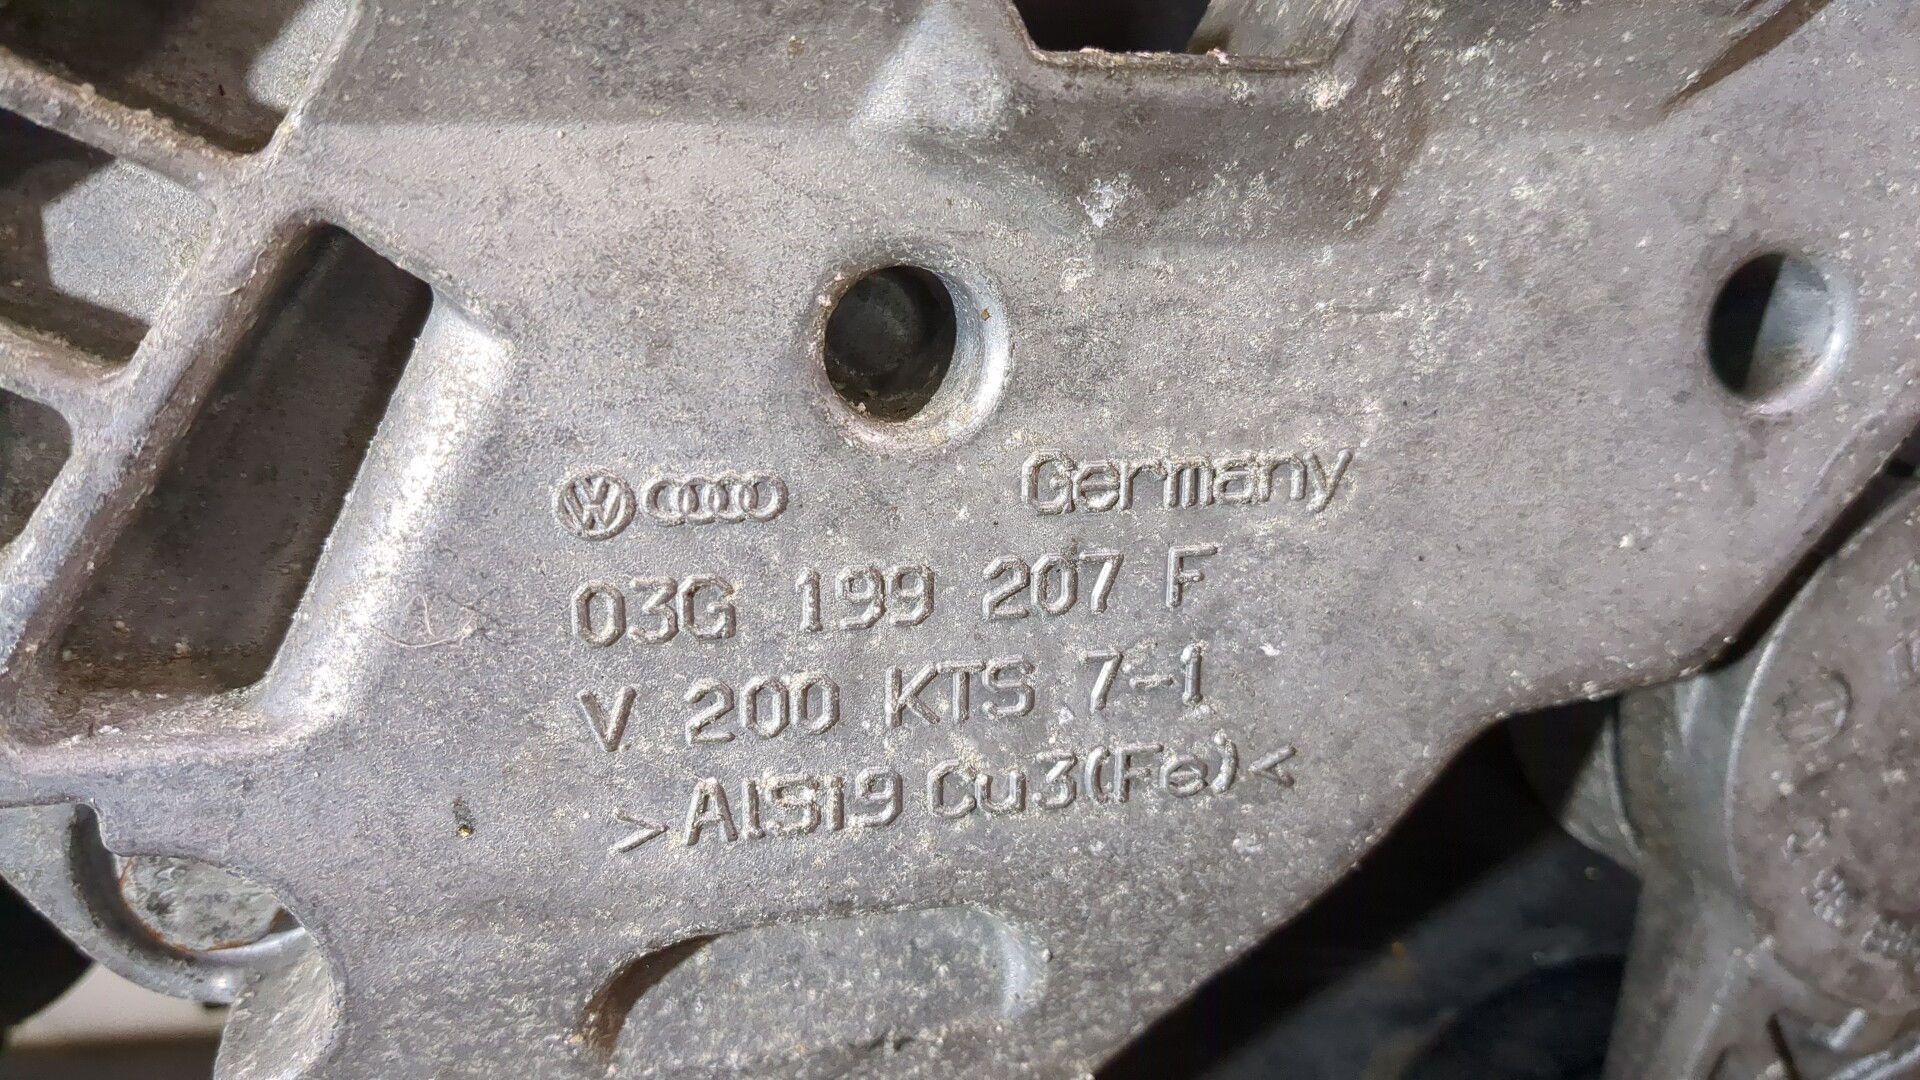 Germany
03G 199 207 F
V 200 KTS 7-1
>AlSi9Cu3(Fe)<